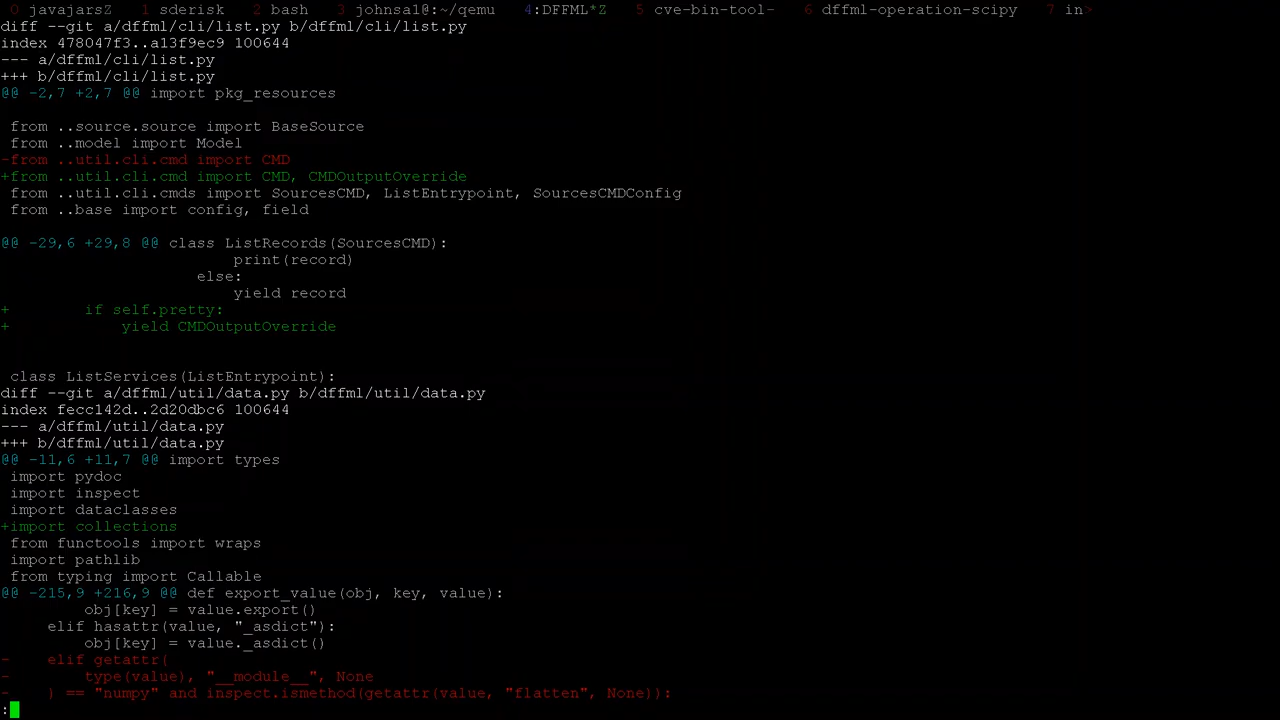 0 javajarsZ  1 sderisk  2 bash  3 johnsa1@:~/qemu  4:DFFML*Z  5 cve-bin-tool-  6 dffml-operation-scipy  7 in>
diff --git a/dffml/cli/list.py b/dffml/cli/list.py
index 478047f3..a13f9ec9 100644
--- a/dffml/cli/list.py
+++ b/dffml/cli/list.py
@@ -2,7 +2,7 @@ import pkg_resources
 from ..source.source import BaseSource
 from ..model import Model
-from ..util.cli.cmd import CMD
+from ..util.cli.cmd import CMD, CMDOutputOverride
 from ..util.cli.cmds import SourcesCMD, ListEntrypoint, SourcesCMDConfig
 from ..base import config, field
@@ -29,6 +29,8 @@ class ListRecords(SourcesCMD):
                         print(record)
                     else:
                         yield record
+        if self.pretty:
+            yield CMDOutputOverride
 class ListServices(ListEntrypoint):
diff --git a/dffml/util/data.py b/dffml/util/data.py
index fecc142d..2d20dbc6 100644
--- a/dffml/util/data.py
+++ b/dffml/util/data.py
@@ -11,6 +11,7 @@ import types
 import pydoc
 import inspect
 import dataclasses
+import collections
 from functools import wraps
 import pathlib
 from typing import Callable
@@ -215,9 +216,9 @@ def export_value(obj, key, value):
         obj[key] = value.export()
     elif hasattr(value, "_asdict"):
         obj[key] = value._asdict()
-    elif getattr(
-        type(value), "__module__", None
-    ) == "numpy" and inspect.ismethod(getattr(value, "flatten", None)):
: